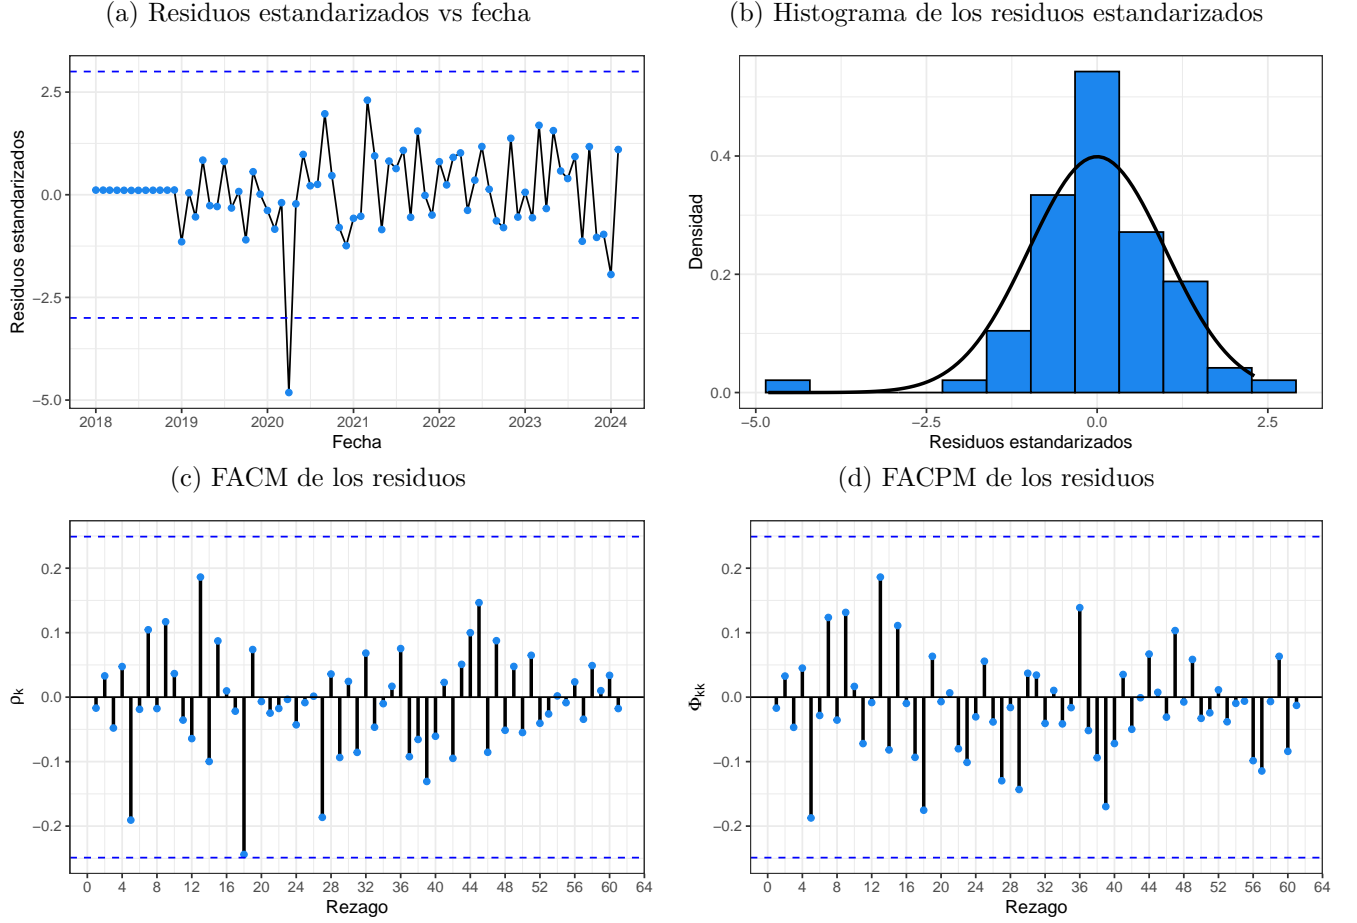 (a) Residuos estandarizados vs fecha
Residuos estandarizados
2.5
0.0
−2.5
−5.0
2018 2019 2020 2021 2022 2023 2024
Fecha
(b) Histograma de los residuos estandarizados
Densidad
0.4
0.2
0.0
−5.0 −2.5 0.0 2.5
Residuos estandarizados
(c) FACM de los residuos
ρk
0.2
0.1
0.0
−0.1
−0.2
0 4 8 12 16 20 24 28 32 36 40 44 48 52 56 60 64
Rezago
(d) FACPM de los residuos
Φkk
0.2
0.1
0.0
−0.1
−0.2
0 4 8 12 16 20 24 28 32 36 40 44 48 52 56 60 64
Rezago